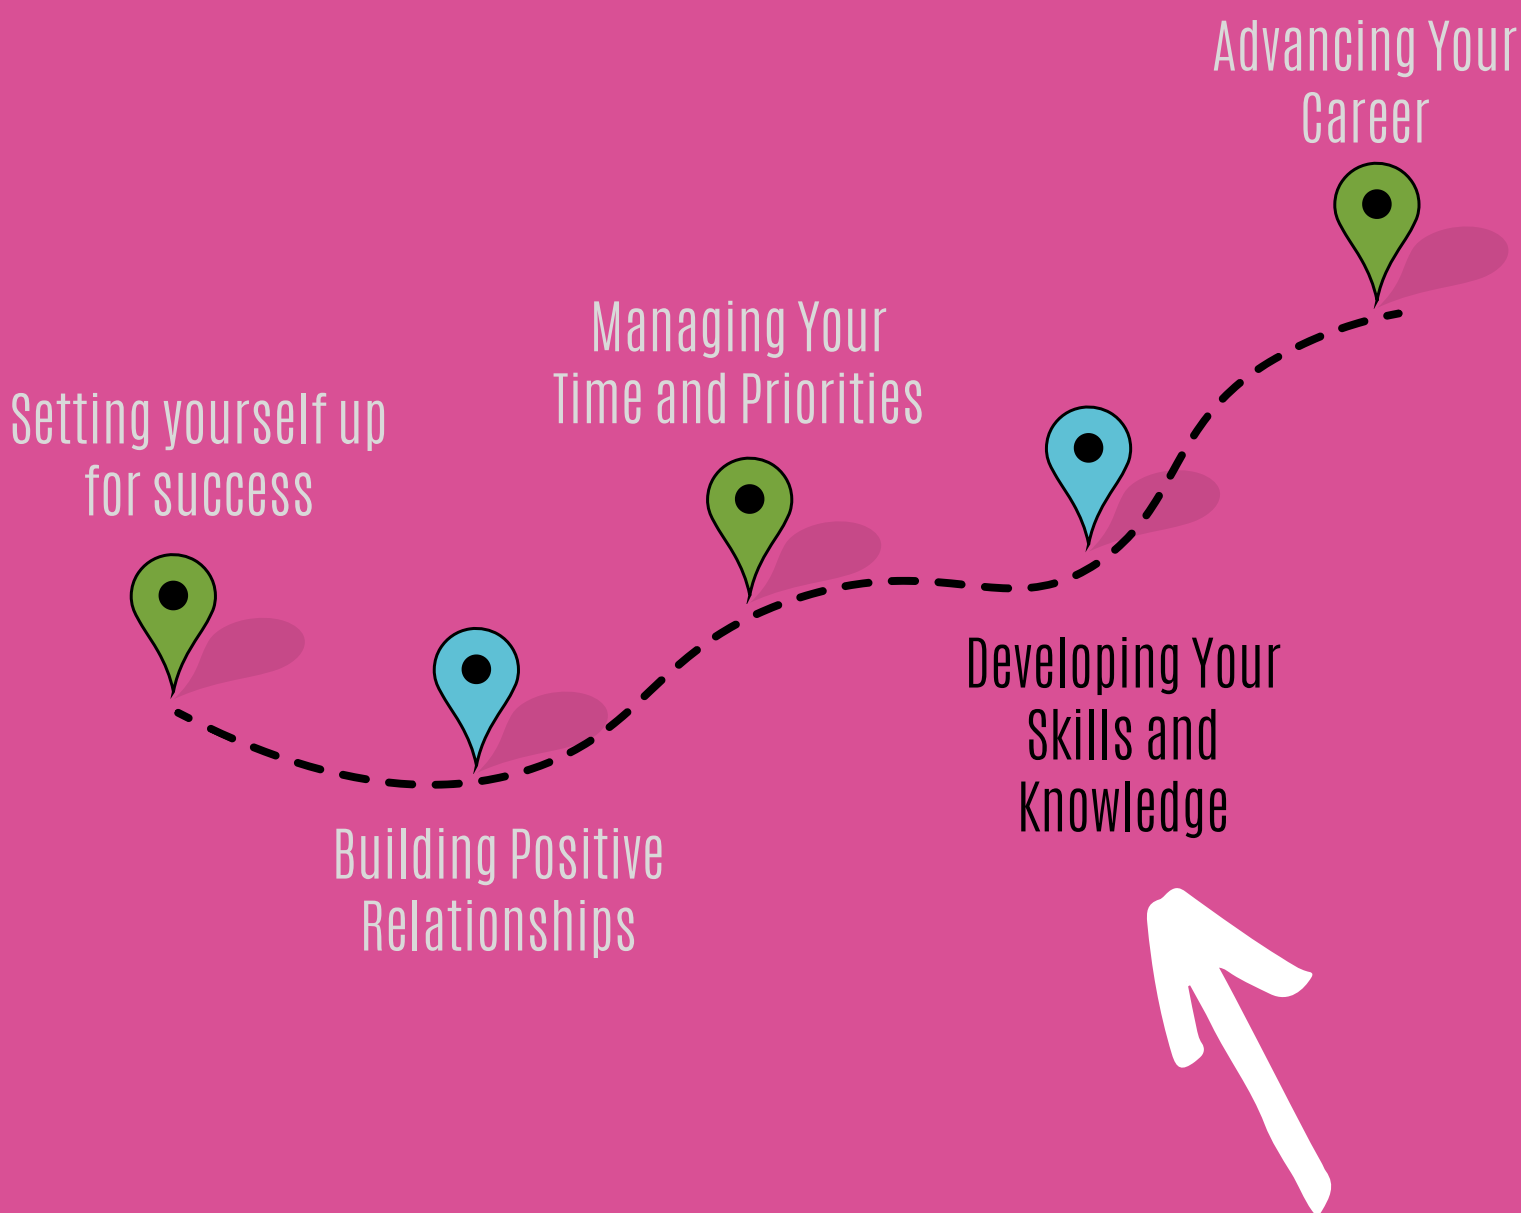 Setting yourself up
for success
Building Positive
Relationships
Managing Your
Time and Priorities
Developing Your
Skills and
Knowledge
Advancing Your
Career